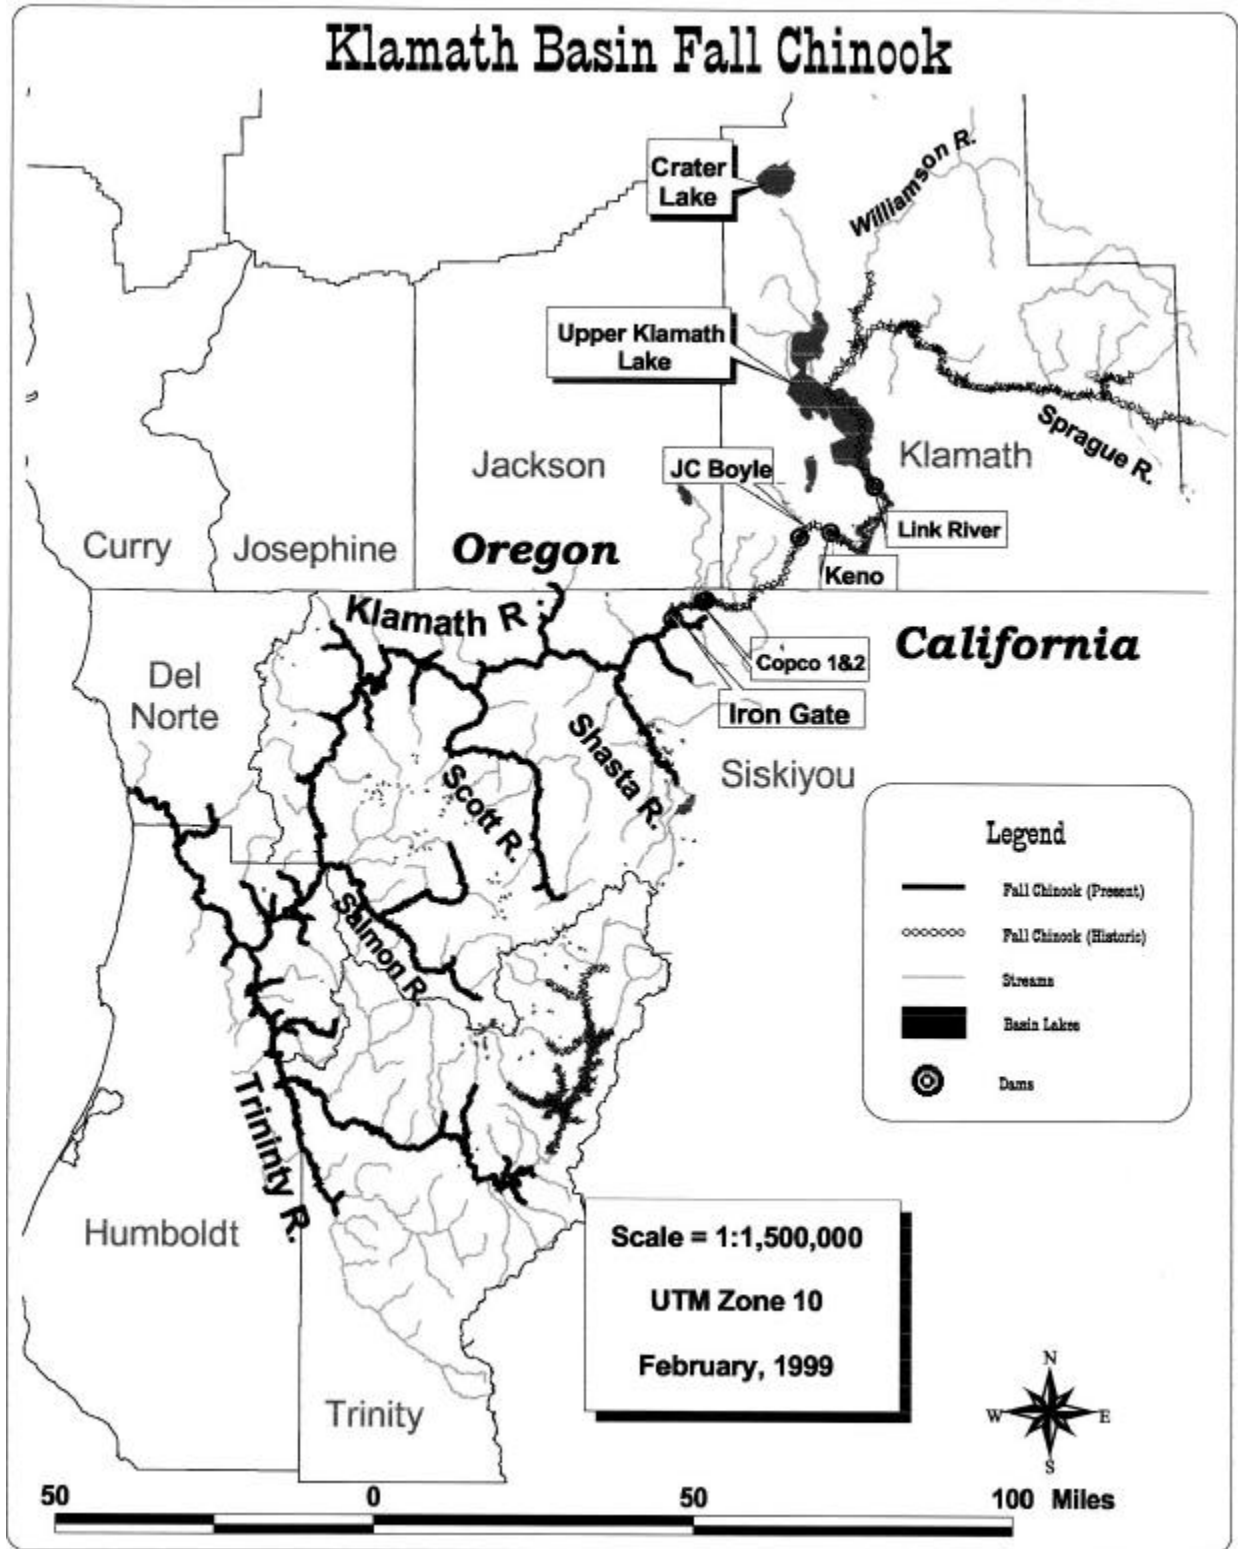 Klamath Basin Fall Chinook
Crater
Lake
Williamson R.
Upper Klamath
Lake
Sprague R.
Jackson
JC Boyle
Klamath
Link River
Curry
Josephine
Oregon
Keno
Klamath R.
California
Copco 1&2
Del
Norte
Iron Gate
Shasta R.
Siskiyou
Scott R.
Legend
Fall Chinook (Present)
Fall Chinook (Historic)
Streams
Basin Lakes
Dams
Salmon R.
Trininty R.
Humboldt
Scale = 1:1,500,000
UTM Zone 10
February, 1999
Trinity
N
W E
S
50 0 50 100 Miles